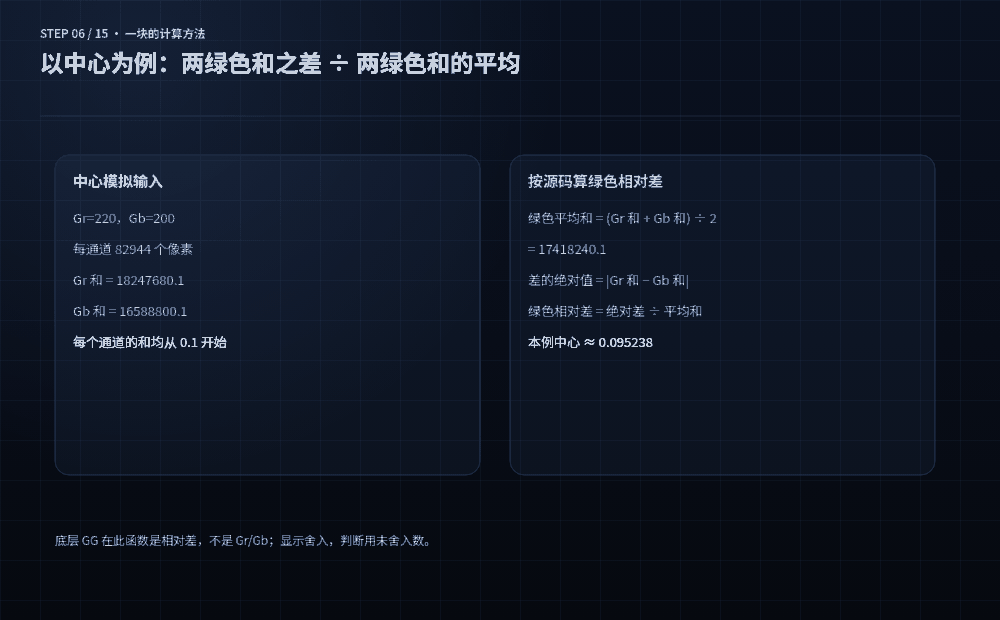 STEP 06 / 15 · 一块的计算方法
以中心为例：两绿色和之差 ÷ 两绿色和的平均
中心模拟输入
Gr=220，Gb=200
每通道 82944 个像素
Gr 和 = 18247680.1
Gb 和 = 16588800.1
每个通道的和均从 0.1 开始
按源码算绿色相对差
绿色平均和 = (Gr 和 + Gb 和) ÷ 2
= 17418240.1
差的绝对值 = |Gr 和 − Gb 和|
绿色相对差 = 绝对差 ÷ 平均和
本例中心 ≈ 0.095238
底层 GG 在此函数是相对差，不是 Gr/Gb；显示舍入，判断用未舍入数。